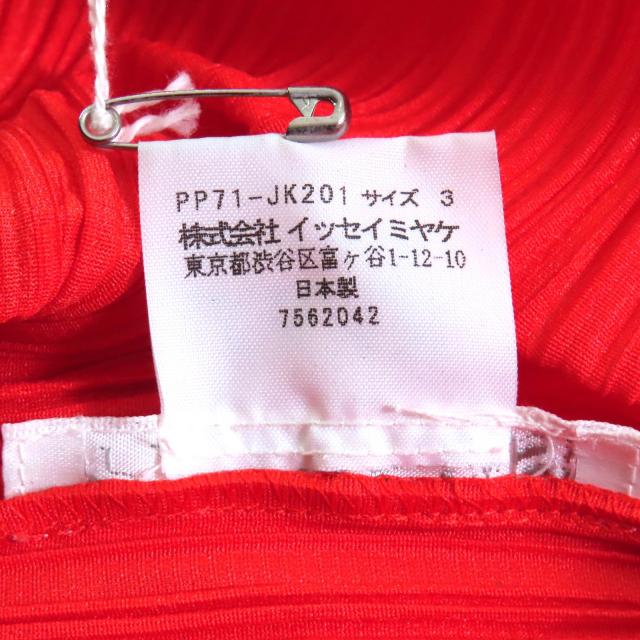 PP71-JK201 サイズ 3
株式会社 イッセイミヤケ
東京都渋谷区富ヶ谷1-12-10
日本製
7562042